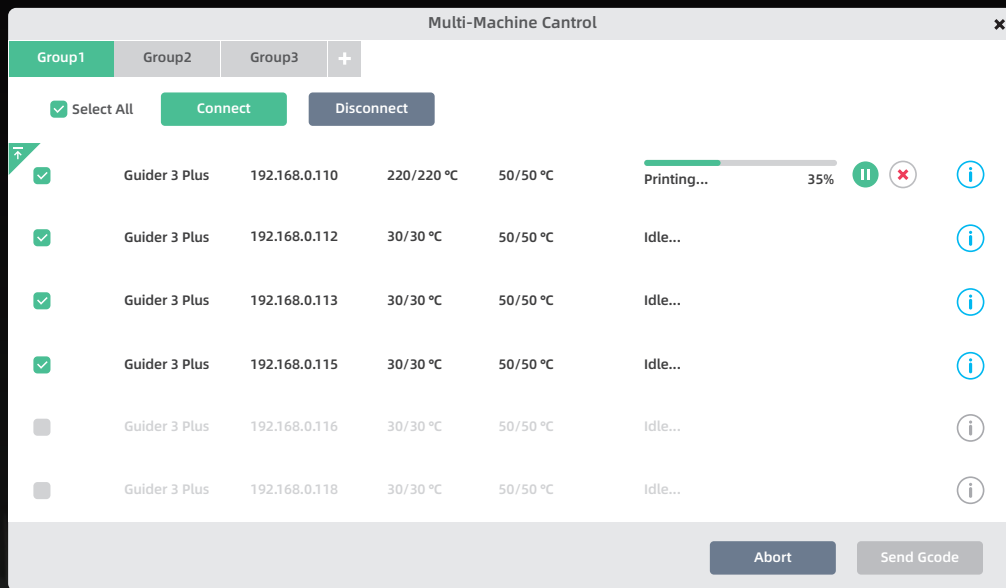 Multi-Machine Cantrol
Group1 Group2 Group3 +
Select All Connect Disconnect
Guider 3 Plus 192.168.0.110 220/220 ℃ 50/50 ℃ Printing... 35%
Guider 3 Plus 192.168.0.112 30/30 ℃ 50/50 ℃ Idle...
Guider 3 Plus 192.168.0.113 30/30 ℃ 50/50 ℃ Idle...
Guider 3 Plus 192.168.0.115 30/30 ℃ 50/50 ℃ Idle...
Guider 3 Plus 192.168.0.116 30/30 ℃ 50/50 ℃ Idle...
Guider 3 Plus 192.168.0.118 30/30 ℃ 50/50 ℃ Idle...
Abort Send Gcode